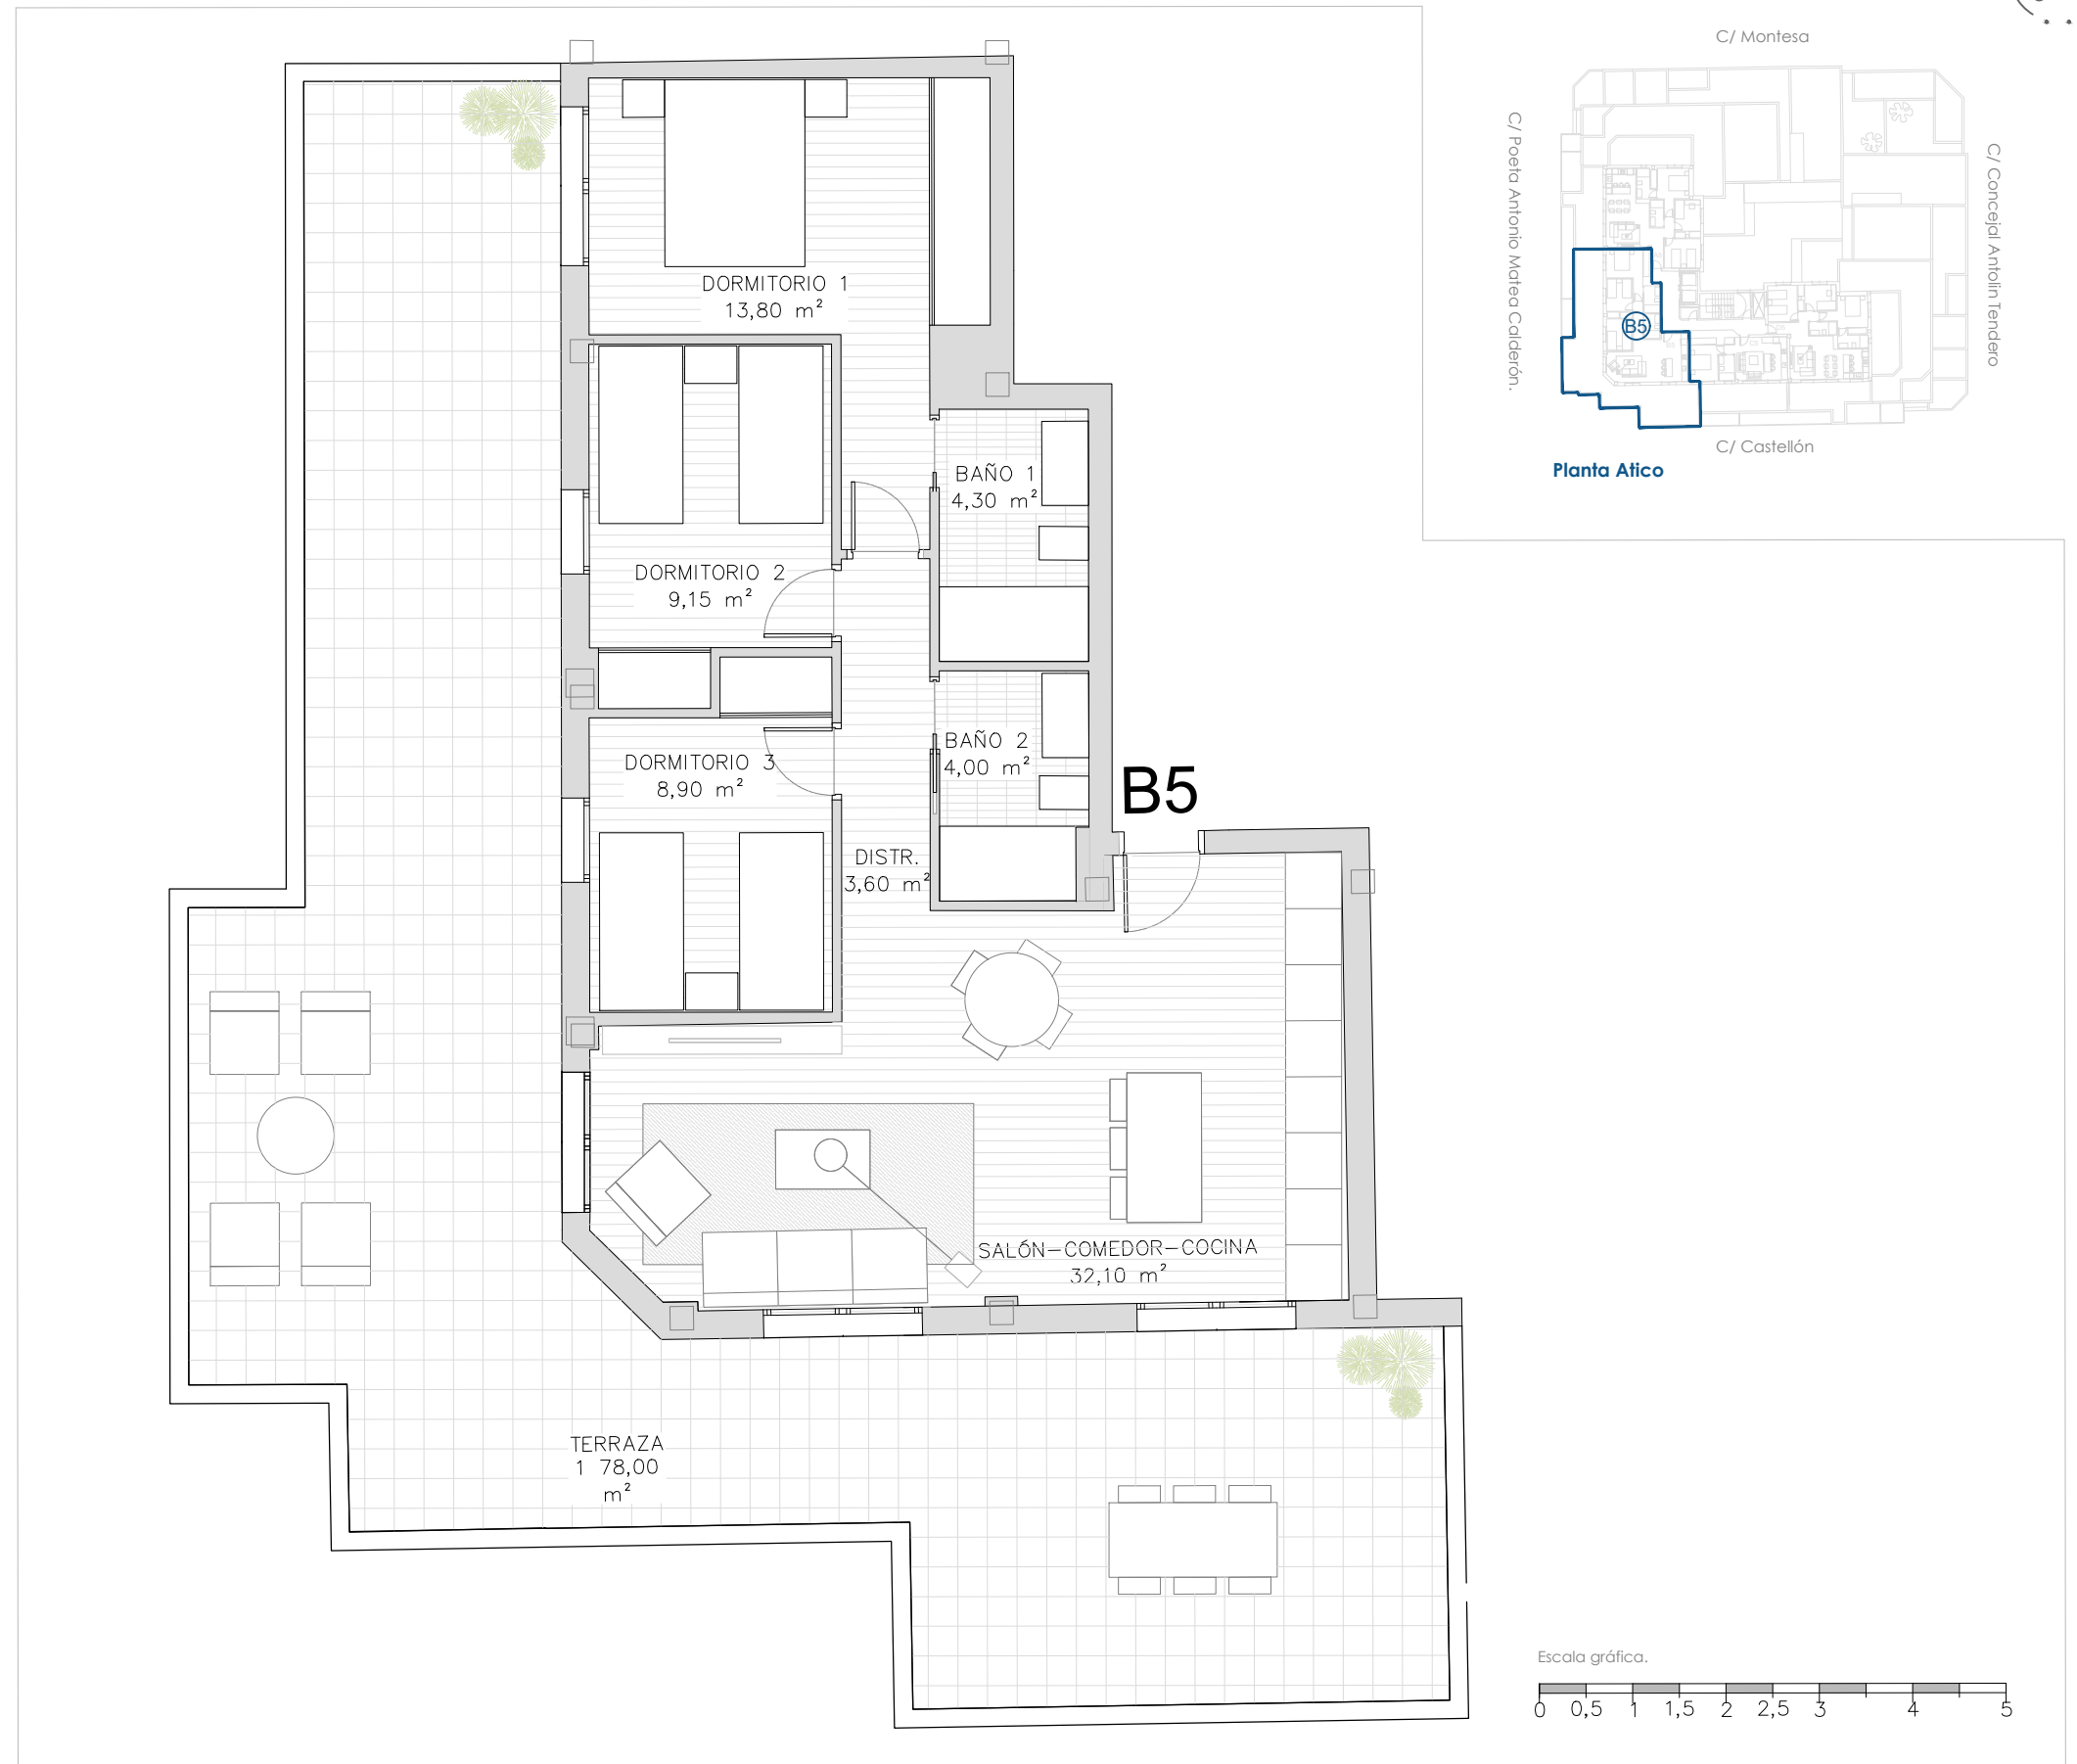 C/ Montesa
C/ Poeta Antonio Matea Calderón.
C/ Concejal Antolin Tendero
B5
C/ Castellón
Planta Atico
DORMITORIO 1
13,80 m²
BAÑO 1
4,30 m²
DORMITORIO 2
9,15 m²
BAÑO 2
4,00 m²
DORMITORIO 3
8,90 m²
B5
DISTR.
3,60 m²
SALÓN-COMEDOR-COCINA
32,10 m²
TERRAZA
1 78,00
m²
Escala gráfica.
0 0,5 1 1,5 2 2,5 3 4 5